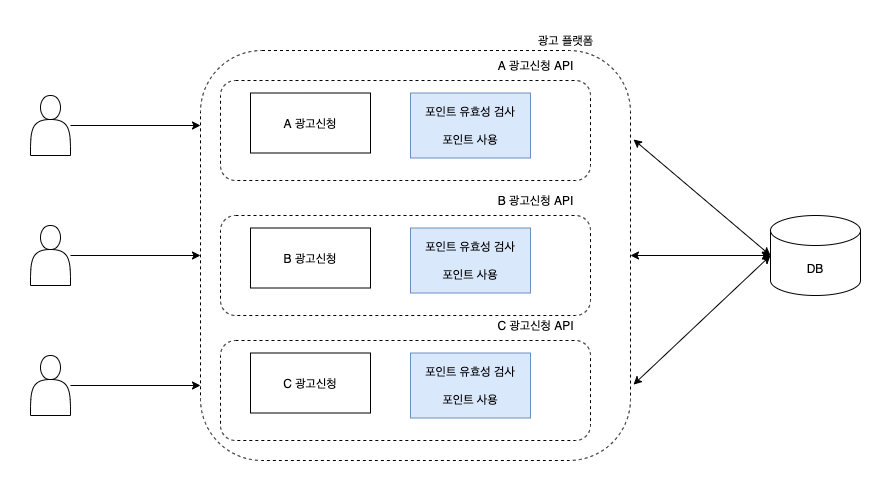 광고 플랫폼
A 광고신청 API
A 광고신청
포인트 유효성 검사
포인트 사용
B 광고신청 API
B 광고신청
포인트 유효성 검사
포인트 사용
DB
C 광고신청 API
C 광고신청
포인트 유효성 검사
포인트 사용